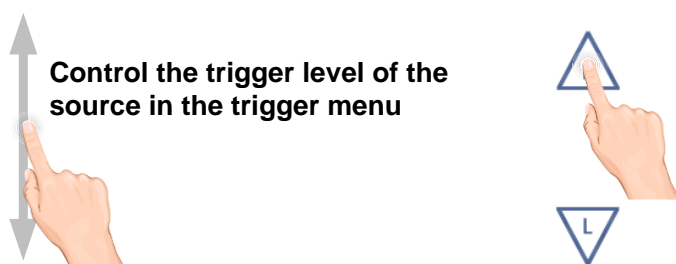 Control the trigger level of the
source in the trigger menu
L